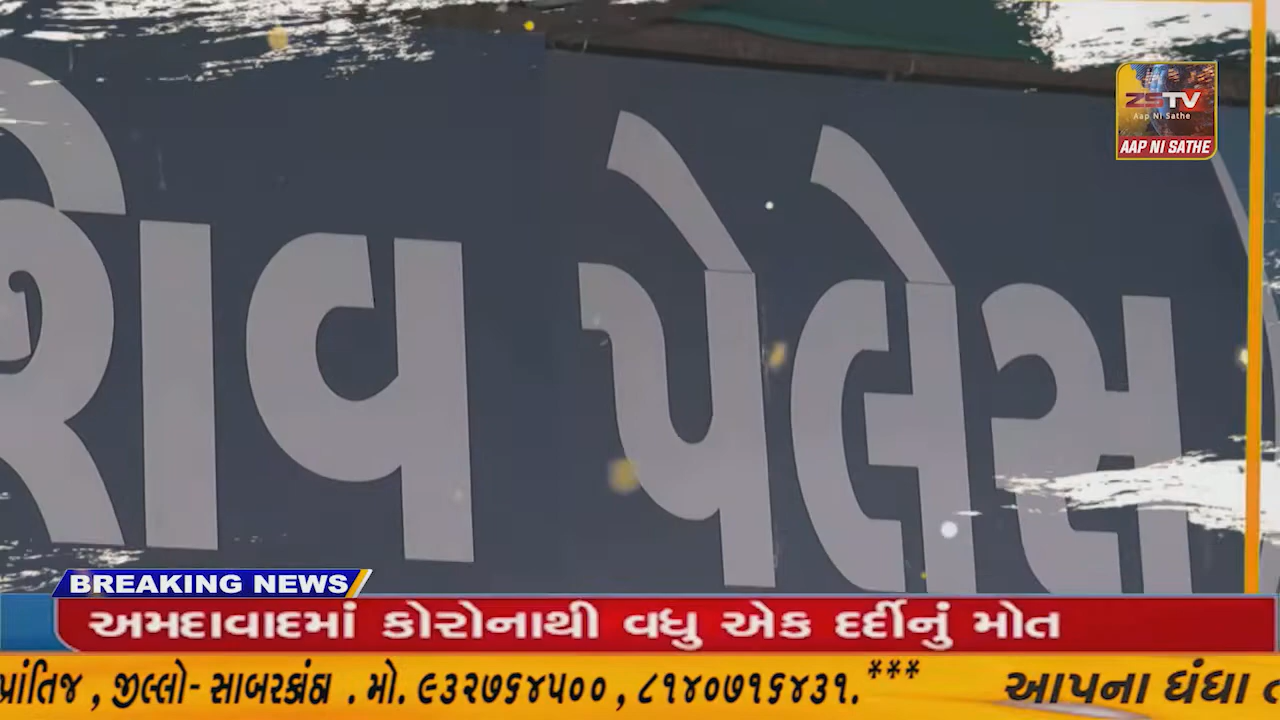 શિવ પેલેસ
ZSTV
Aap Ni Sathe
AAP NI SATHE
BREAKING NEWS
અમદાવાદમાં કોરોનાથી વધુ એક દર્દીનું મોત
પ્રાંતિજ , જીલ્લો- સાબરકાંઠા . મો. ૯૩૨૭૬૪૫૦૦ , ૮૧૪૦૭૧૬૪૩૧.*** આપના ધંધા